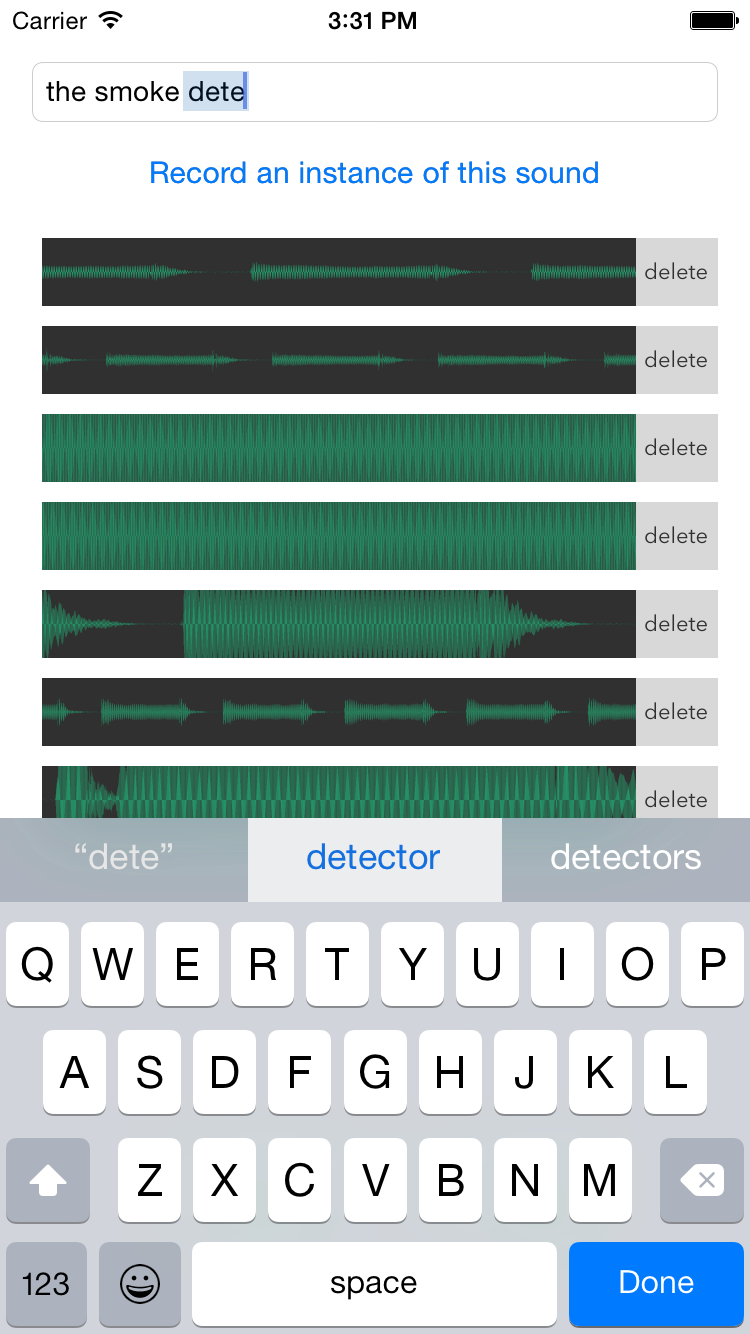 Carrier 3:31 PM
the smoke dete
Record an instance of this sound
delete
delete
delete
delete
delete
delete
delete
“dete” detector detectors
Q W E R T Y U I O P
A S D F G H J K L
Z X C V B N M
123 space Done